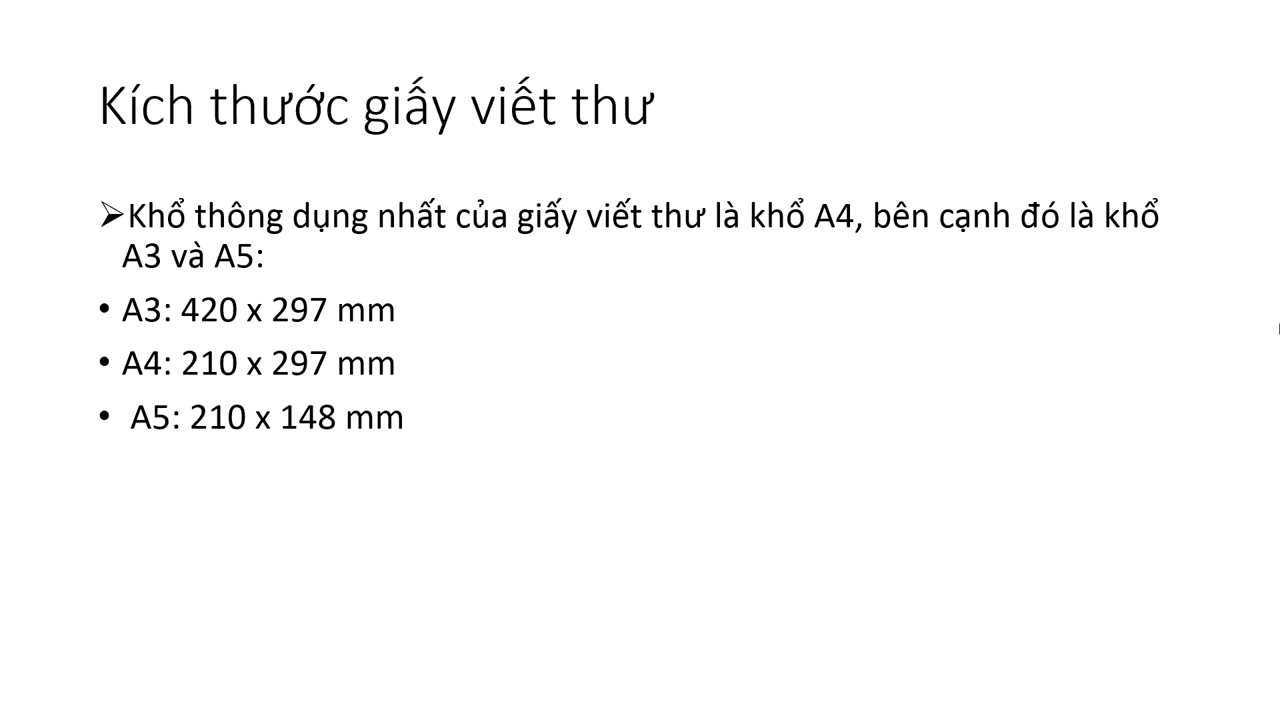 Kích thước giấy viết thư
➢Khổ thông dụng nhất của giấy viết thư là khổ A4, bên cạnh đó là khổ
A3 và A5:
• A3: 420 x 297 mm
• A4: 210 x 297 mm
• A5: 210 x 148 mm